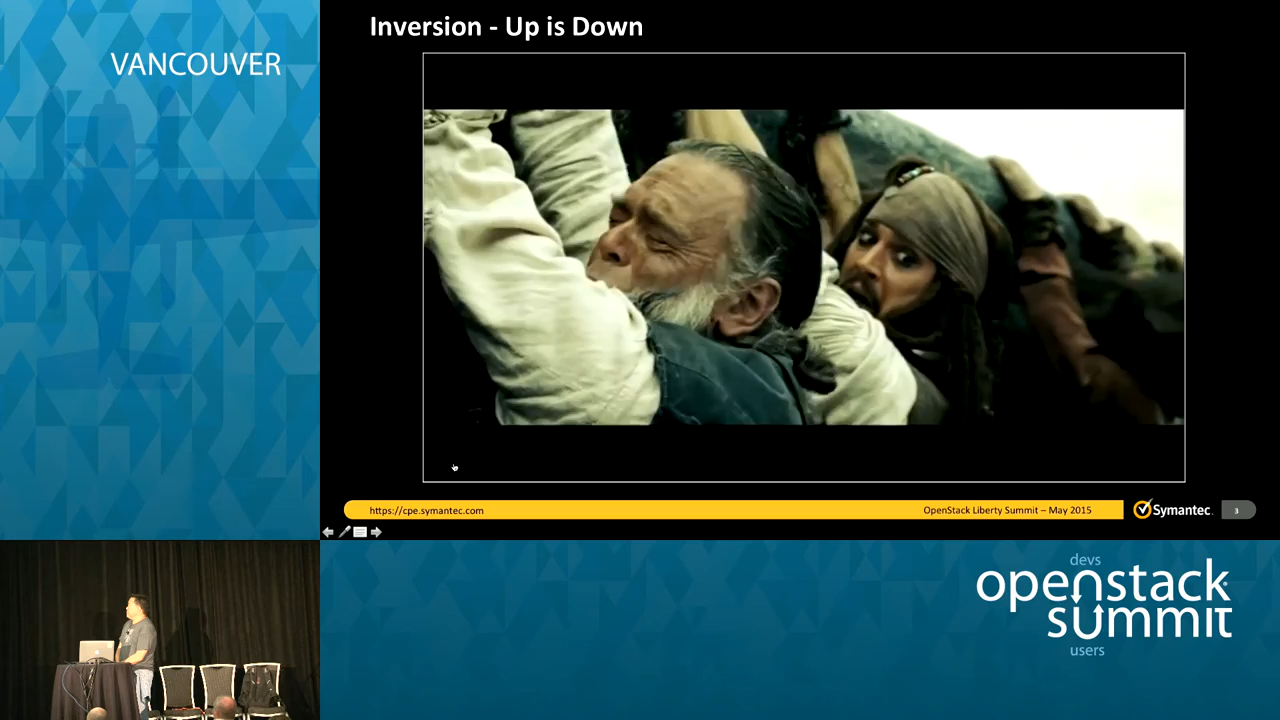 VANCOUVER
Inversion - Up is Down
https://cpe.symantec.com
OpenStack Liberty Summit – May 2015
Symantec.
3
devs
openstack
summit
users